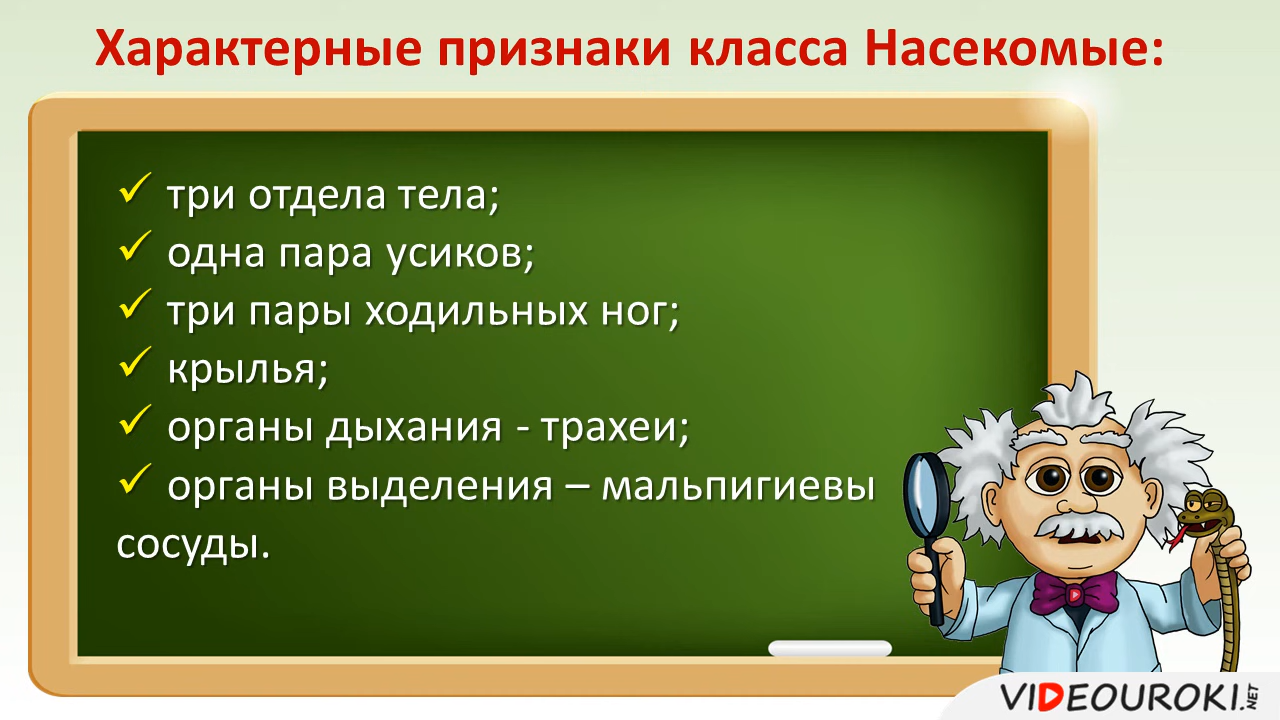 Характерные признаки класса Насекомые:
✓ три отдела тела;
✓ одна пара усиков;
✓ три пары ходильных ног;
✓ крылья;
✓ органы дыхания - трахеи;
✓ органы выделения – мальпигиевы
сосуды.
VIDEOUROKI.NET